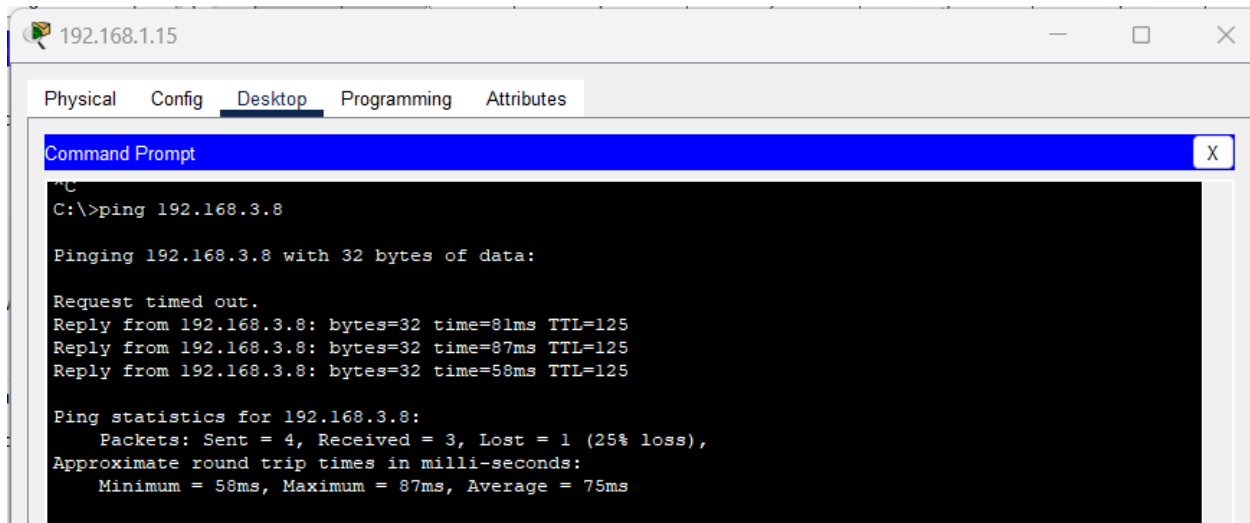 192.168.1.15
Physical Config Desktop Programming Attributes
Command Prompt X
^C
C:\>ping 192.168.3.8
Pinging 192.168.3.8 with 32 bytes of data:
Request timed out.
Reply from 192.168.3.8: bytes=32 time=81ms TTL=125
Reply from 192.168.3.8: bytes=32 time=87ms TTL=125
Reply from 192.168.3.8: bytes=32 time=58ms TTL=125
Ping statistics for 192.168.3.8:
Packets: Sent = 4, Received = 3, Lost = 1 (25% loss),
Approximate round trip times in milli-seconds:
Minimum = 58ms, Maximum = 87ms, Average = 75ms